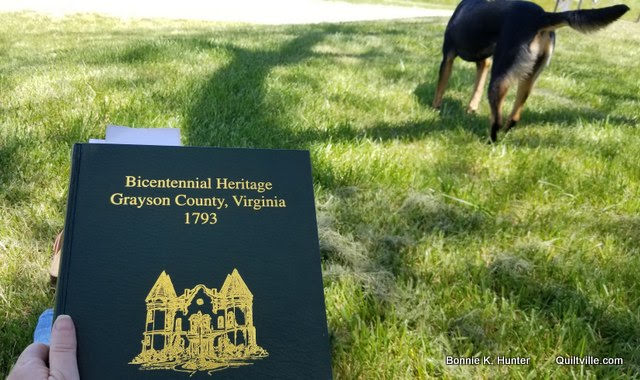 Bicentennial Heritage
Grayson County, Virginia
1793
Bonnie K. Hunter Quiltville.com